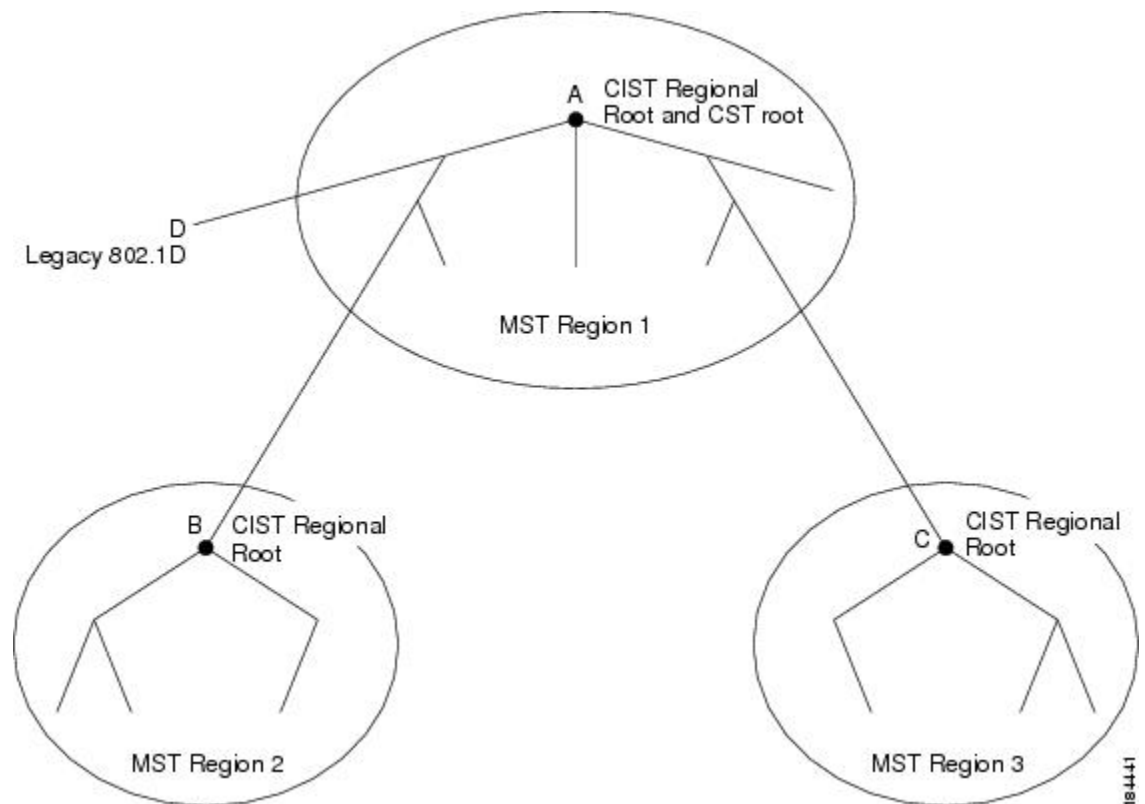 A
CIST Regional
Root and CST root
D
Legacy 802.1D
MST Region 1
B
CIST Regional
Root
MST Region 2
C
CIST Regional
Root
MST Region 3